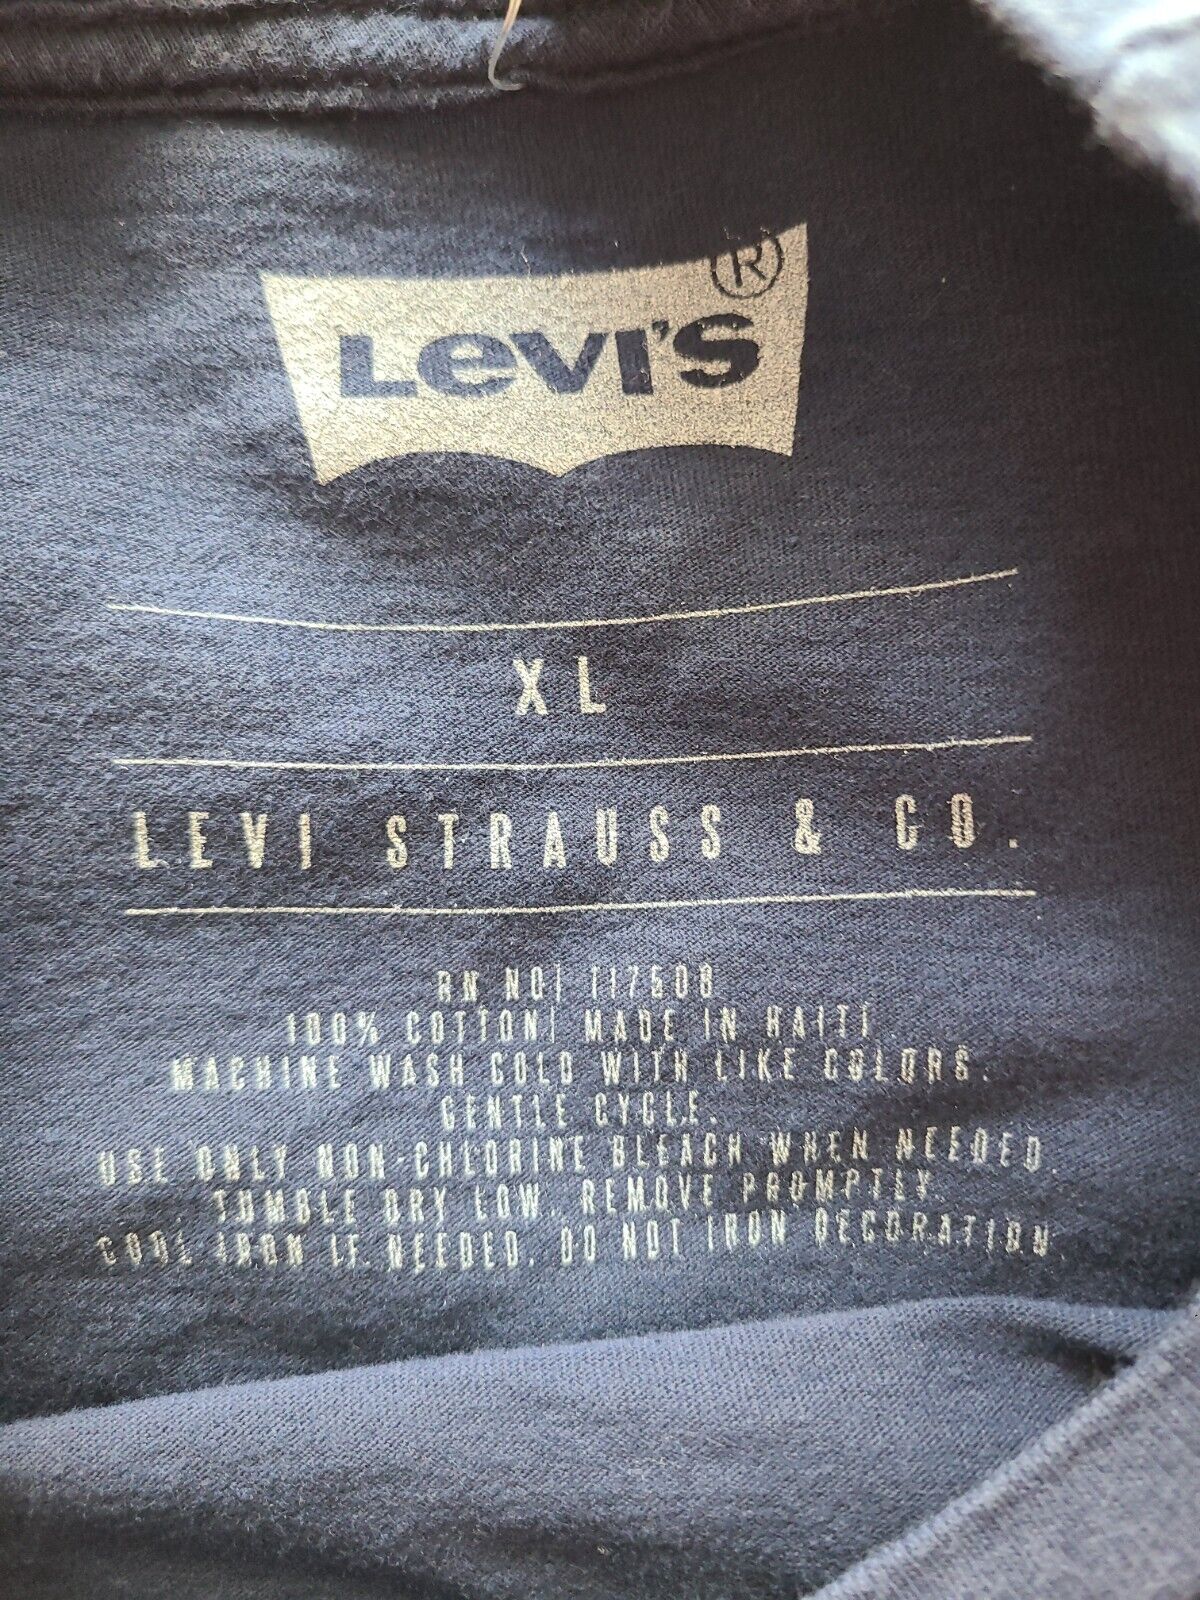 LEVI'S ®
XL
LEVI STRAUSS & CO.
RN NO| 117508
100% COTTON| MADE IN HAITI
MACHINE WASH COLD WITH LIKE COLORS.
GENTLE CYCLE.
USE ONLY NON-CHLORINE BLEACH WHEN NEEDED.
TUMBLE DRY LOW. REMOVE PROMPTLY.
COOL IRON IF NEEDED. DO NOT IRON DECORATION.